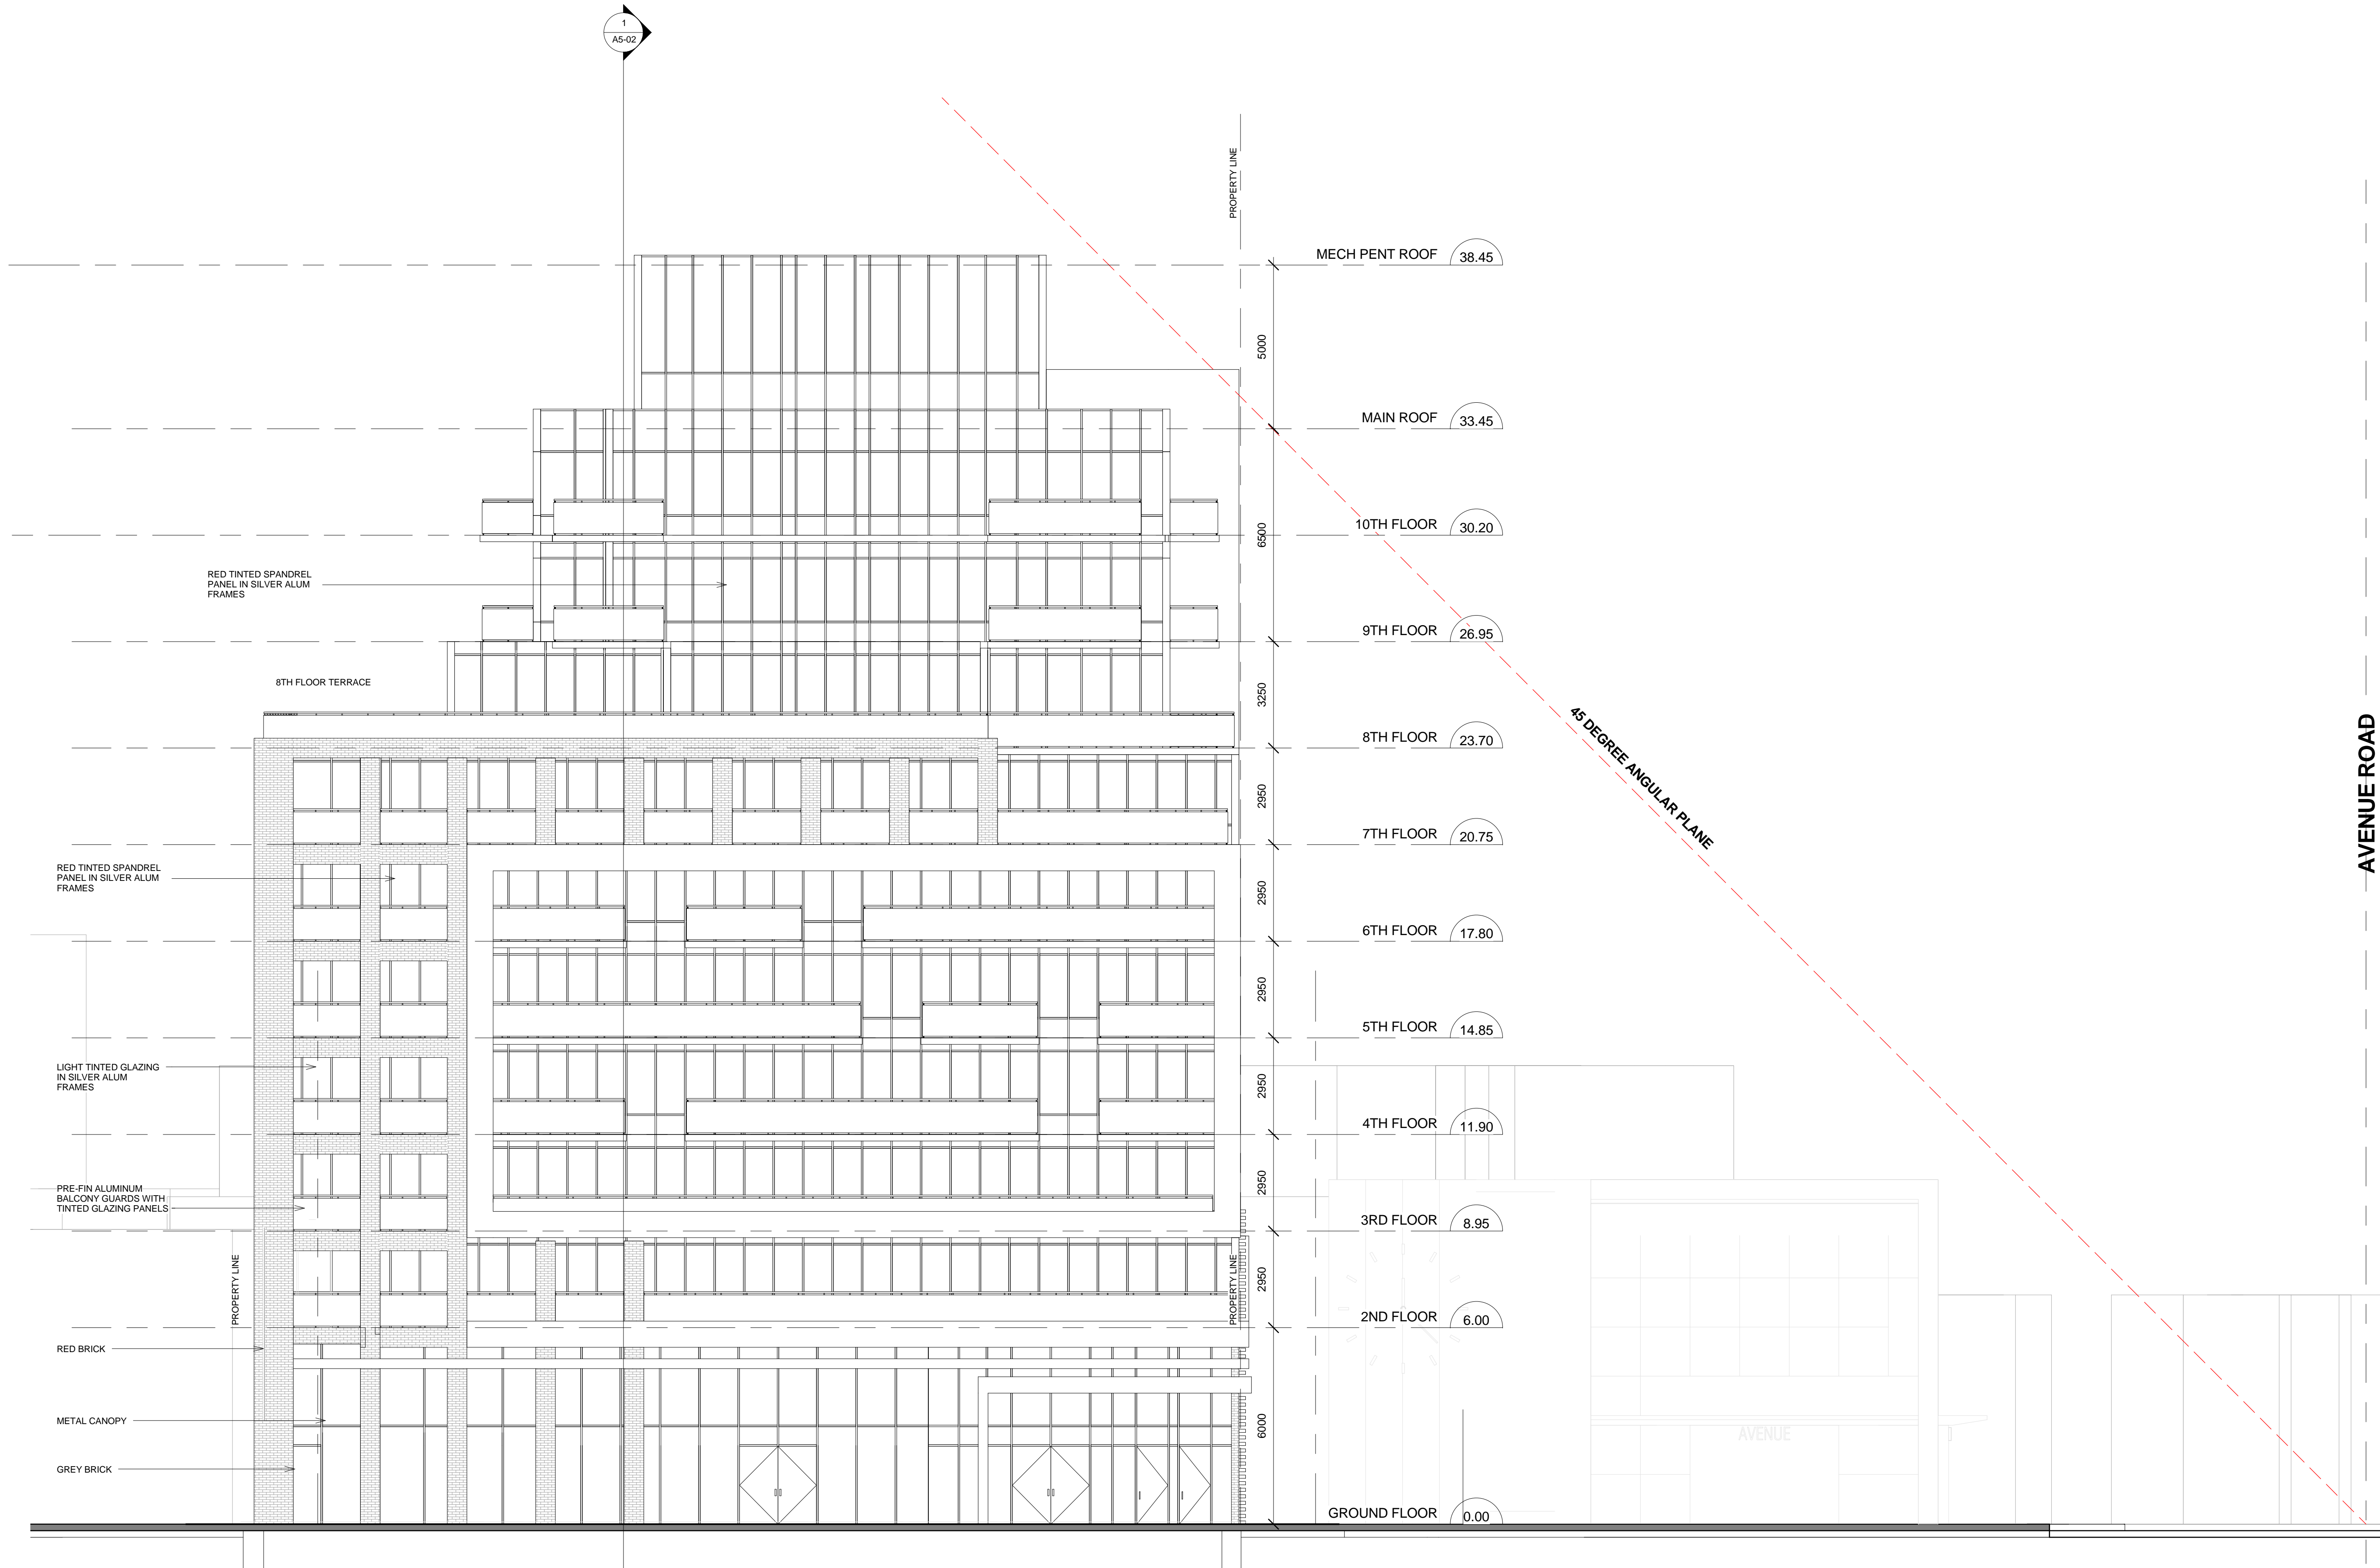 1
A5-02
PROPERTY LINE
MECH PENT ROOF 38.45
5000
MAIN ROOF 33.45
10TH FLOOR 30.20
6500
RED TINTED SPANDREL
PANEL IN SILVER ALUM
FRAMES
9TH FLOOR 26.95
8TH FLOOR TERRACE
3250
8TH FLOOR 23.70
45 DEGREE ANGULAR PLANE
AVENUE ROAD
2950
7TH FLOOR 20.75
RED TINTED SPANDREL
PANEL IN SILVER ALUM
FRAMES
2950
6TH FLOOR 17.80
2950
5TH FLOOR 14.85
LIGHT TINTED GLAZING
IN SILVER ALUM
FRAMES
2950
4TH FLOOR 11.90
PRE-FIN ALUMINUM
BALCONY GUARDS WITH
TINTED GLAZING PANELS
2950
3RD FLOOR 8.95
PROPERTY LINE
PROPERTY LINE
2950
2ND FLOOR 6.00
RED BRICK
METAL CANOPY
6000
AVENUE
GREY BRICK
GROUND FLOOR 0.00